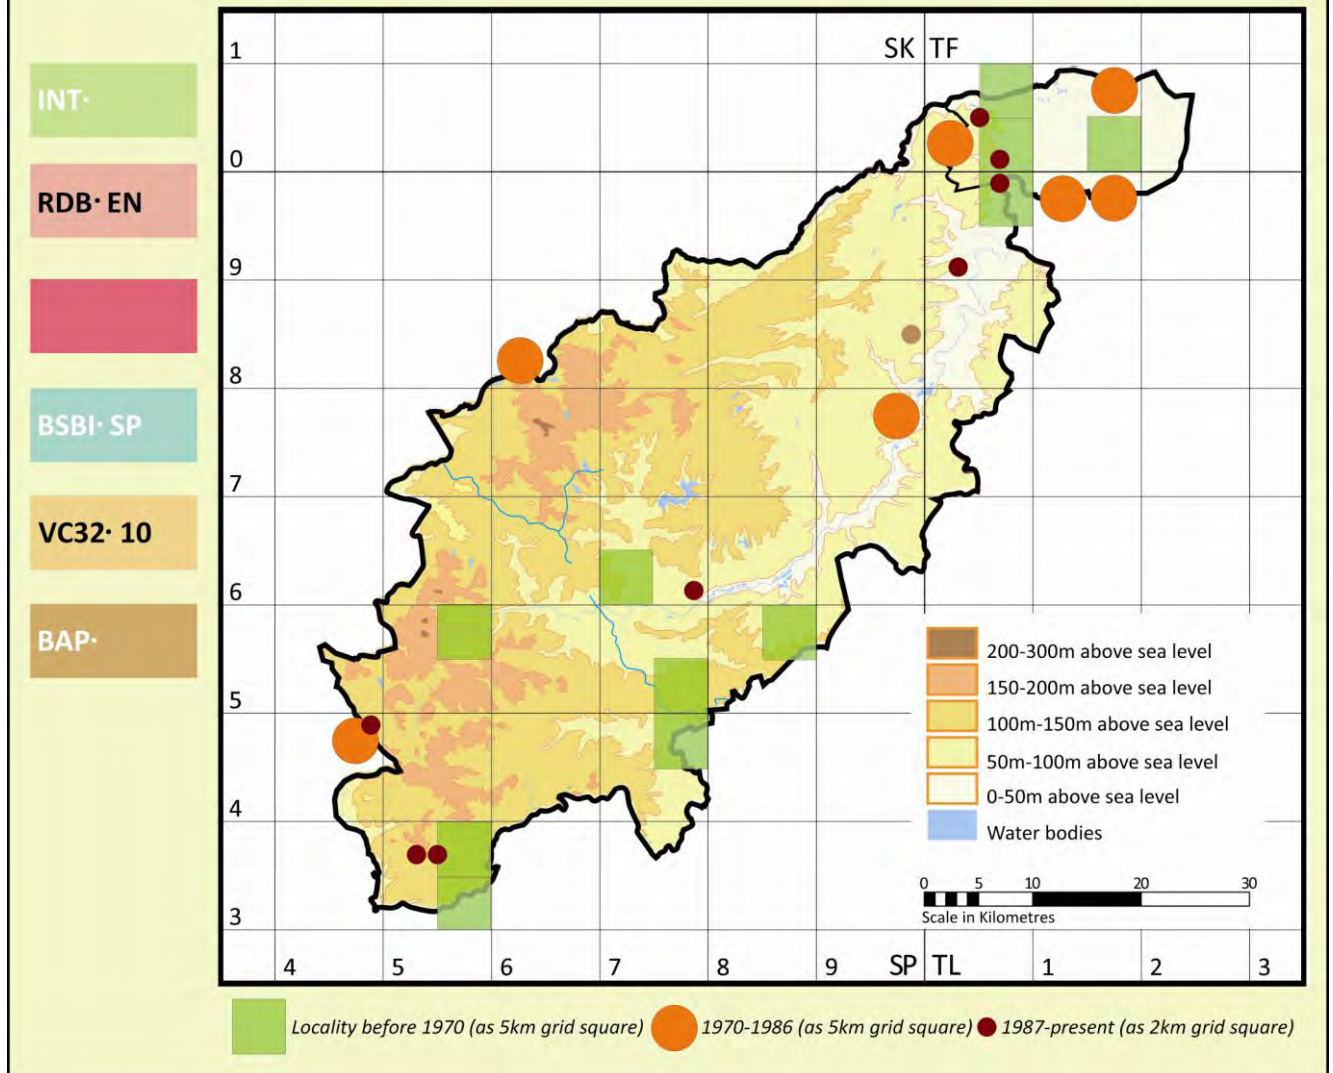 INT·
RDB· EN
BSBI· SP
VC32· 10
BAP·
SK TF
1
0
9
8
7
6
5
4
3
200-300m above sea level
150-200m above sea level
100m-150m above sea level
50m-100m above sea level
0-50m above sea level
Water bodies
0 5 10 20 30
Scale in Kilometres
4 5 6 7 8 9 SP TL 1 2 3
Locality before 1970 (as 5km grid square) 1970-1986 (as 5km grid square) 1987-present (as 2km grid square)